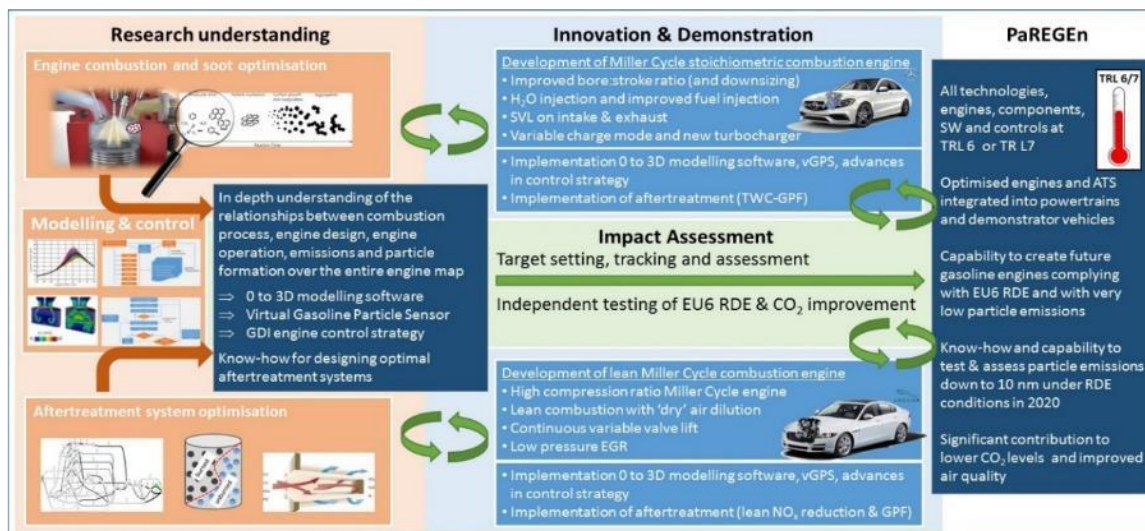 Research understanding
Engine combustion and soot optimisation
Modelling & control
In depth understanding of the
relationships between combustion
process, engine design, engine
operation, emissions and particle
formation over the entire engine map
⇒ 0 to 3D modelling software
⇒ Virtual Gasoline Particle Sensor
⇒ GDI engine control strategy
Know-how for designing optimal
aftertreatment systems
Aftertreatment system optimisation
Innovation & Demonstration
Development of Miller Cycle stoichiometric combustion engine
• Improved bore:stroke ratio (and downsizing)
• H₂O injection and improved fuel injection
• SVL on intake & exhaust
• Variable charge mode and new turbocharger
• Implementation 0 to 3D modelling software, vGPS, advances
in control strategy
• Implementation of aftertreatment (TWC-GPF)
Impact Assessment
Target setting, tracking and assessment
Independent testing of EU6 RDE & CO₂ improvement
Development of lean Miller Cycle combustion engine
• High compression ratio Miller Cycle engine
• Lean combustion with 'dry' air dilution
• Continuous variable valve lift
• Low pressure EGR
• Implementation 0 to 3D modelling software, vGPS, advances
in control strategy
• Implementation of aftertreatment (lean NOₓ reduction & GPF)
PaREGEn
TRL 6/7
All technologies,
engines, components,
SW and controls at
TRL 6 or TR L7
Optimised engines and ATS
integrated into powertrains
and demonstrator vehicles
Capability to create future
gasoline engines complying
with EU6 RDE and with very
low particle emissions
Know-how and capability to
test & assess particle emissions
down to 10 nm under RDE
conditions in 2020
Significant contribution to
lower CO₂ levels and improved
air quality